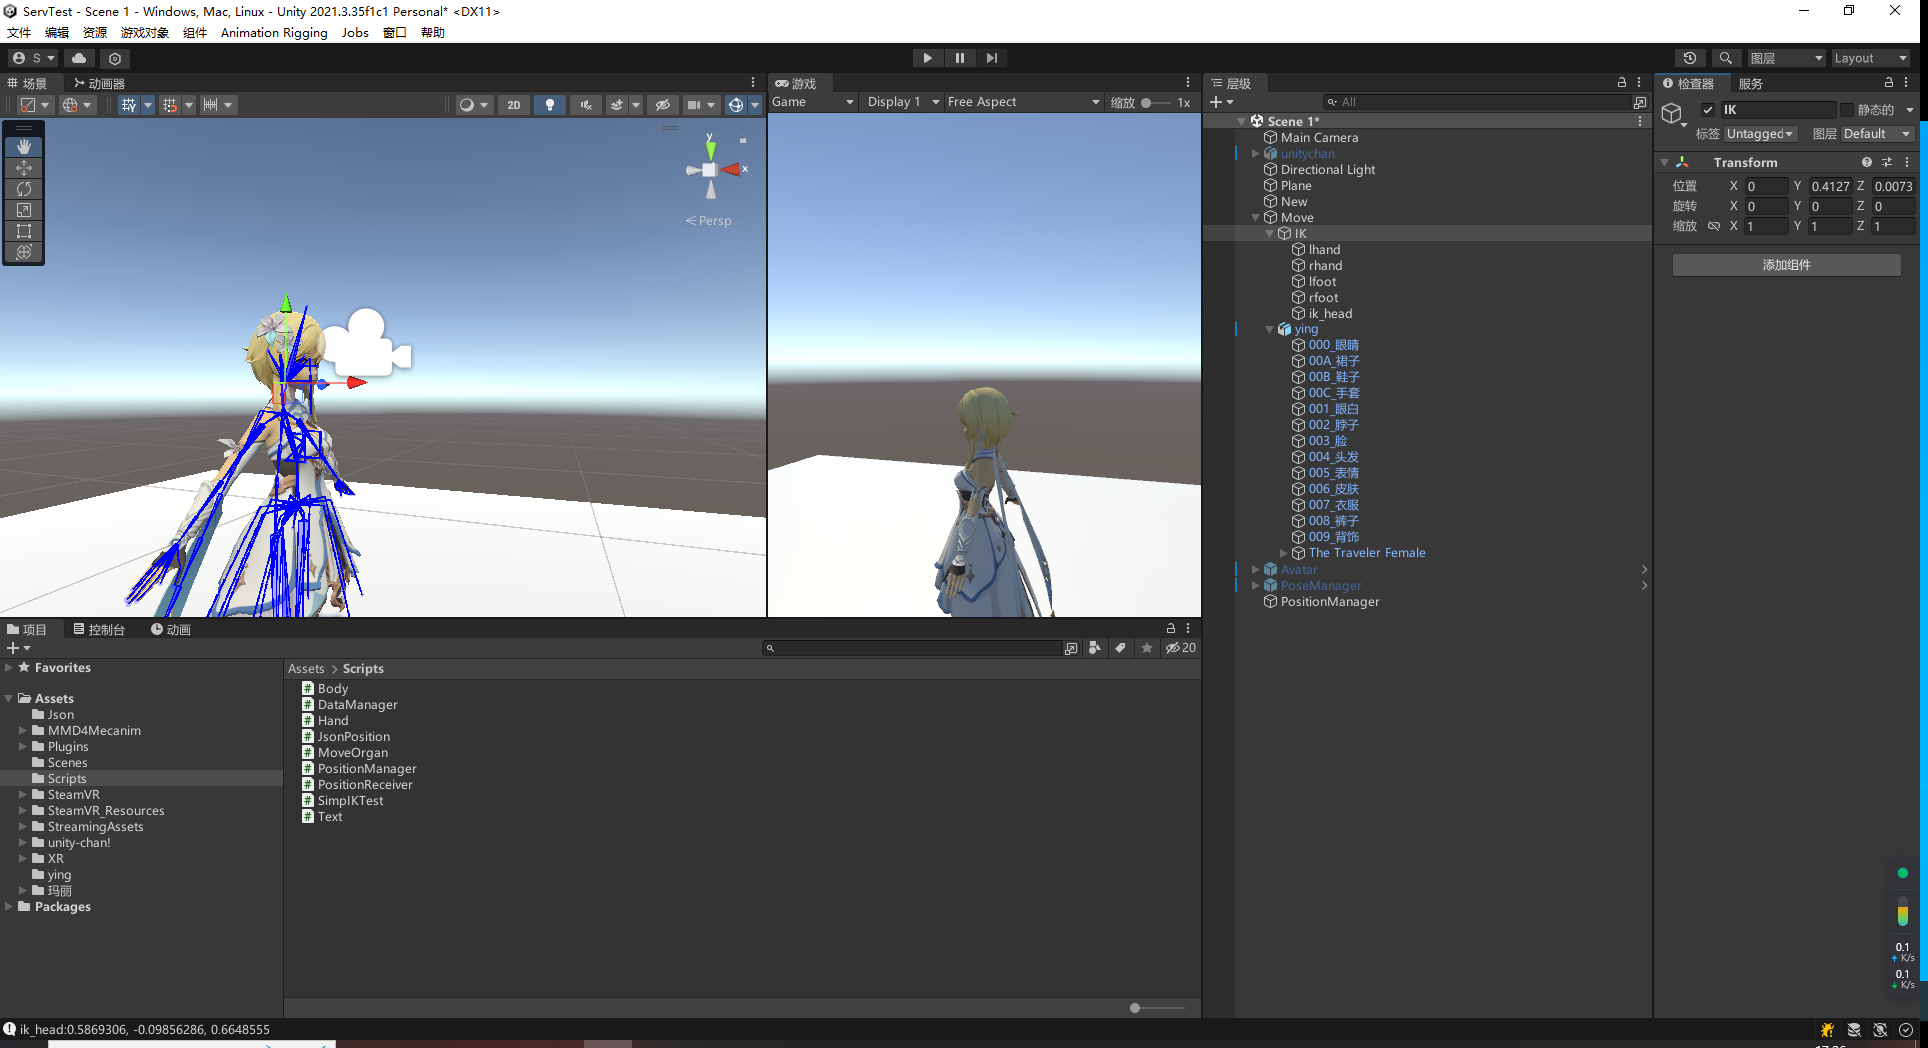 ServTest - Scene 1 - Windows, Mac, Linux - Unity 2021.3.35f1c1 Personal* <DX11>
文件 编辑 资源 游戏对象 组件 Animation Rigging Jobs 窗口 帮助
S
图层 Layout
场景 动画器
2D
y
x
Persp
游戏
Game Display 1 Free Aspect 缩放 1x
层级
All
Scene 1*
Main Camera
unitychan
Directional Light
Plane
New
Move
IK
lhand
rhand
lfoot
rfoot
ik_head
ying
000_眼睛
00A_裙子
00B_鞋子
00C_手套
001_眼白
002_脖子
003_脸
004_头发
005_表情
006_皮肤
007_衣服
008_裤子
009_背饰
The Traveler Female
Avatar
PoseManager
PositionManager
检查器 服务
IK 静态的
标签 Untagged 图层 Default
Transform
位置 X 0 Y 0.4127 Z 0.0073
旋转 X 0 Y 0 Z 0
缩放 X 1 Y 1 Z 1
添加组件
项目 控制台 动画
20
Favorites
Assets
Json
MMD4Mecanim
Plugins
Scenes
Scripts
SteamVR
SteamVR_Resources
StreamingAssets
unity-chan!
XR
ying
玛丽
Packages
Assets > Scripts
Body
DataManager
Hand
JsonPosition
MoveOrgan
PositionManager
PositionReceiver
SimpIKTest
Text
0.1
K/s
0.1
K/s
ik_head:0.5869306, -0.09856286, 0.6648555